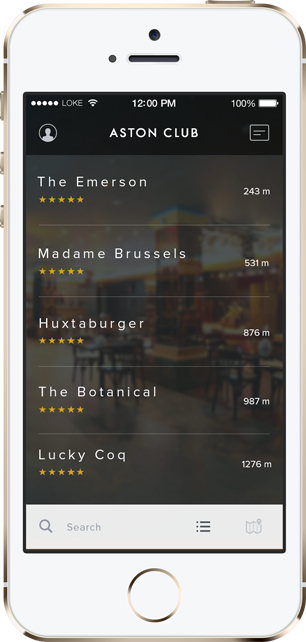 LOKE 12:00 PM 100%
ASTON CLUB
The Emerson
243 m
Madame Brussels
531 m
Huxtaburger
876 m
The Botanical
987 m
Lucky Coq
1276 m
Search